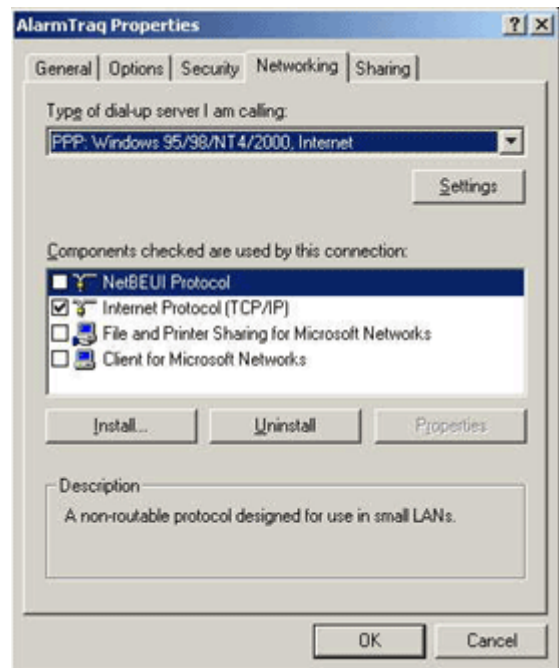 AlarmTraq Properties
General Options Security Networking Sharing
Type of dial-up server I am calling:
PPP: Windows 95/98/NT4/2000, Internet
Settings
Components checked are used by this connection:
NetBEUI Protocol
Internet Protocol (TCP/IP)
File and Printer Sharing for Microsoft Networks
Client for Microsoft Networks
Install... Uninstall Properties
Description
A non-routable protocol designed for use in small LANs.
OK Cancel